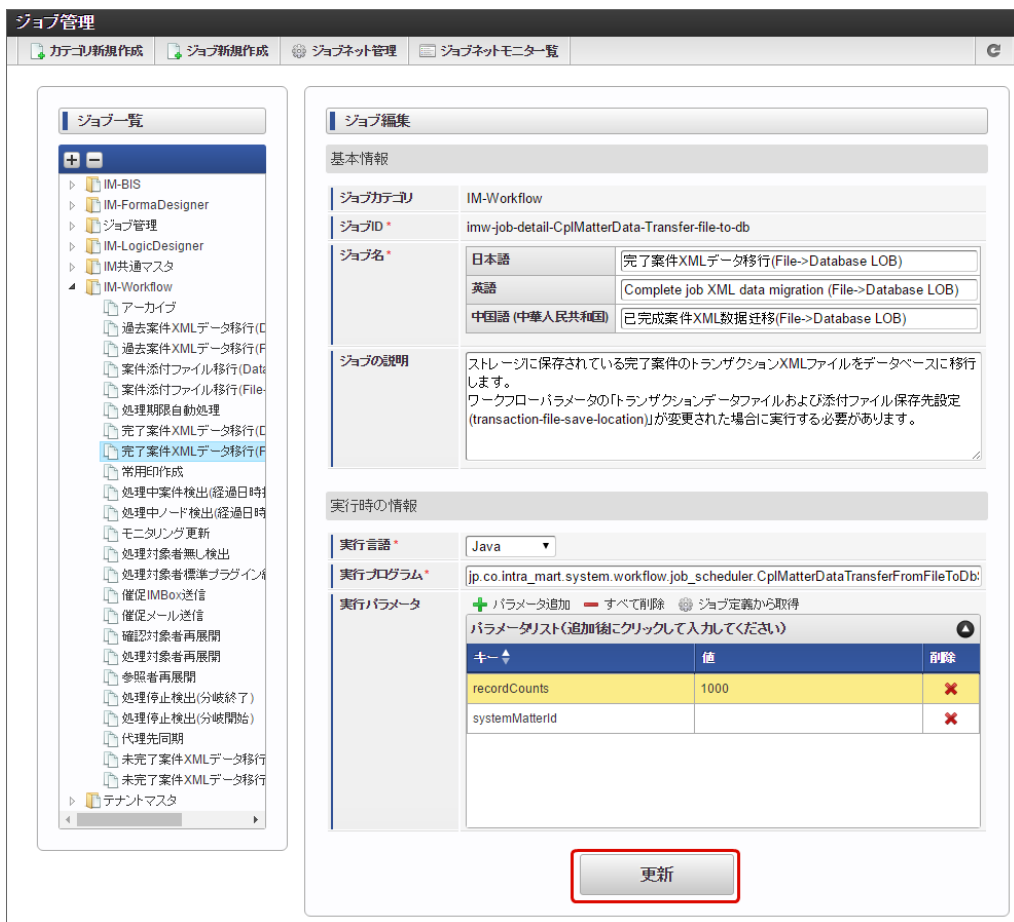 ジョブ管理
カテゴリ新規作成
ジョブ新規作成
ジョブネット管理
ジョブネットモニター覧
ジョブ一覧
IM-BIS
IM-FormaDesigner
ジョブ管理
IM-LogicDesigner
IM共通マスタ
IM-Workflow
アーカイブ
過去案件XMLデータ移行(D
過去案件XMLデータ移行(F
案件添付ファイル移行(Data
案件添付ファイル移行(File-
処理期限自動処理
完了案件XMLデータ移行(D
完了案件XMLデータ移行(F
常用印作成
処理中案件検出(経過日時
処理中ノード検出(経過日時
モニタリング更新
処理対象者無し検出
処理対象者標準プラグイン
催促IMBox送信
催促メール送信
確認対象者再展開
処理対象者再展開
参照者再展開
処理停止検出(分岐終了)
処理停止検出(分岐開始)
代理先同期
未完了案件XMLデータ移行
未完了案件XMLデータ移行
テナントマスタ
ジョブ編集
基本情報
ジョブカテゴリ IM-Workflow
ジョブID* imw-job-detail-CplMatterData-Transfer-file-to-db
ジョブ名*
日本語 完了案件XMLデータ移行(File->Database LOB)
英語 Complete job XML data migration (File->Database LOB)
中国語 (中華人民共和国) 已完成案件XML数据迁移(File->Database LOB)
ジョブの説明
ストレージに保存されている完了案件のトランザクションXMLファイルをデータベースに移行
します。
ワークフローパラメータの「トランザクションデータファイルおよび添付ファイル保存先設定
(transaction-file-save-location)」が変更された場合に実行する必要があります。
実行時の情報
実行言語* Java
実行プログラム* jp.co.intra_mart.system.workflow.job_scheduler.CplMatterDataTransferFromFileToDb
実行パラメータ
パラメータ追加 すべて削除 ジョブ定義から取得
パラメータリスト(追加後にクリックして入力してください)
キー 値 削除
recordCounts 1000
systemMatterId
更新